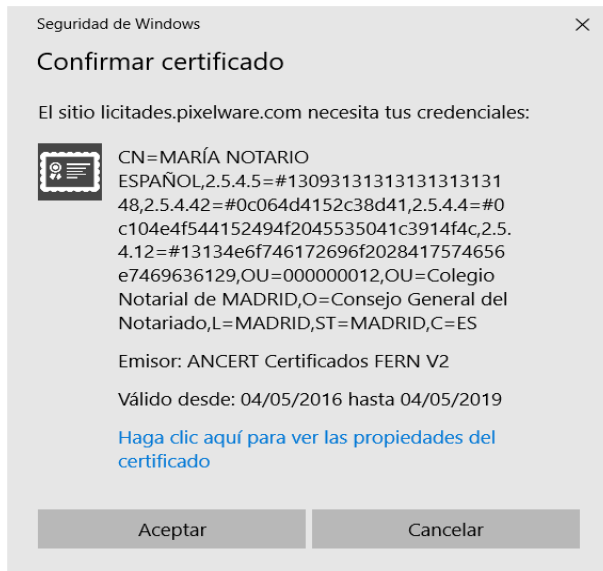 Seguridad de Windows
Confirmar certificado
El sitio licitades.pixelware.com necesita tus credenciales:
CN=MARÍA NOTARIO
ESPAÑOL,2.5.4.5=#13093131313131313131
48,2.5.4.42=#0c064d4152c38d41,2.5.4.4=#0
c104e4f544152494f2045535041c3914f4c,2.5.
4.12=#13134e6f746172696f2028417574656
e7469636129,OU=000000012,OU=Colegio
Notarial de MADRID,O=Consejo General del
Notariado,L=MADRID,ST=MADRID,C=ES
Emisor: ANCERT Certificados FERN V2
Válido desde: 04/05/2016 hasta 04/05/2019
Haga clic aquí para ver las propiedades del
certificado
Aceptar
Cancelar